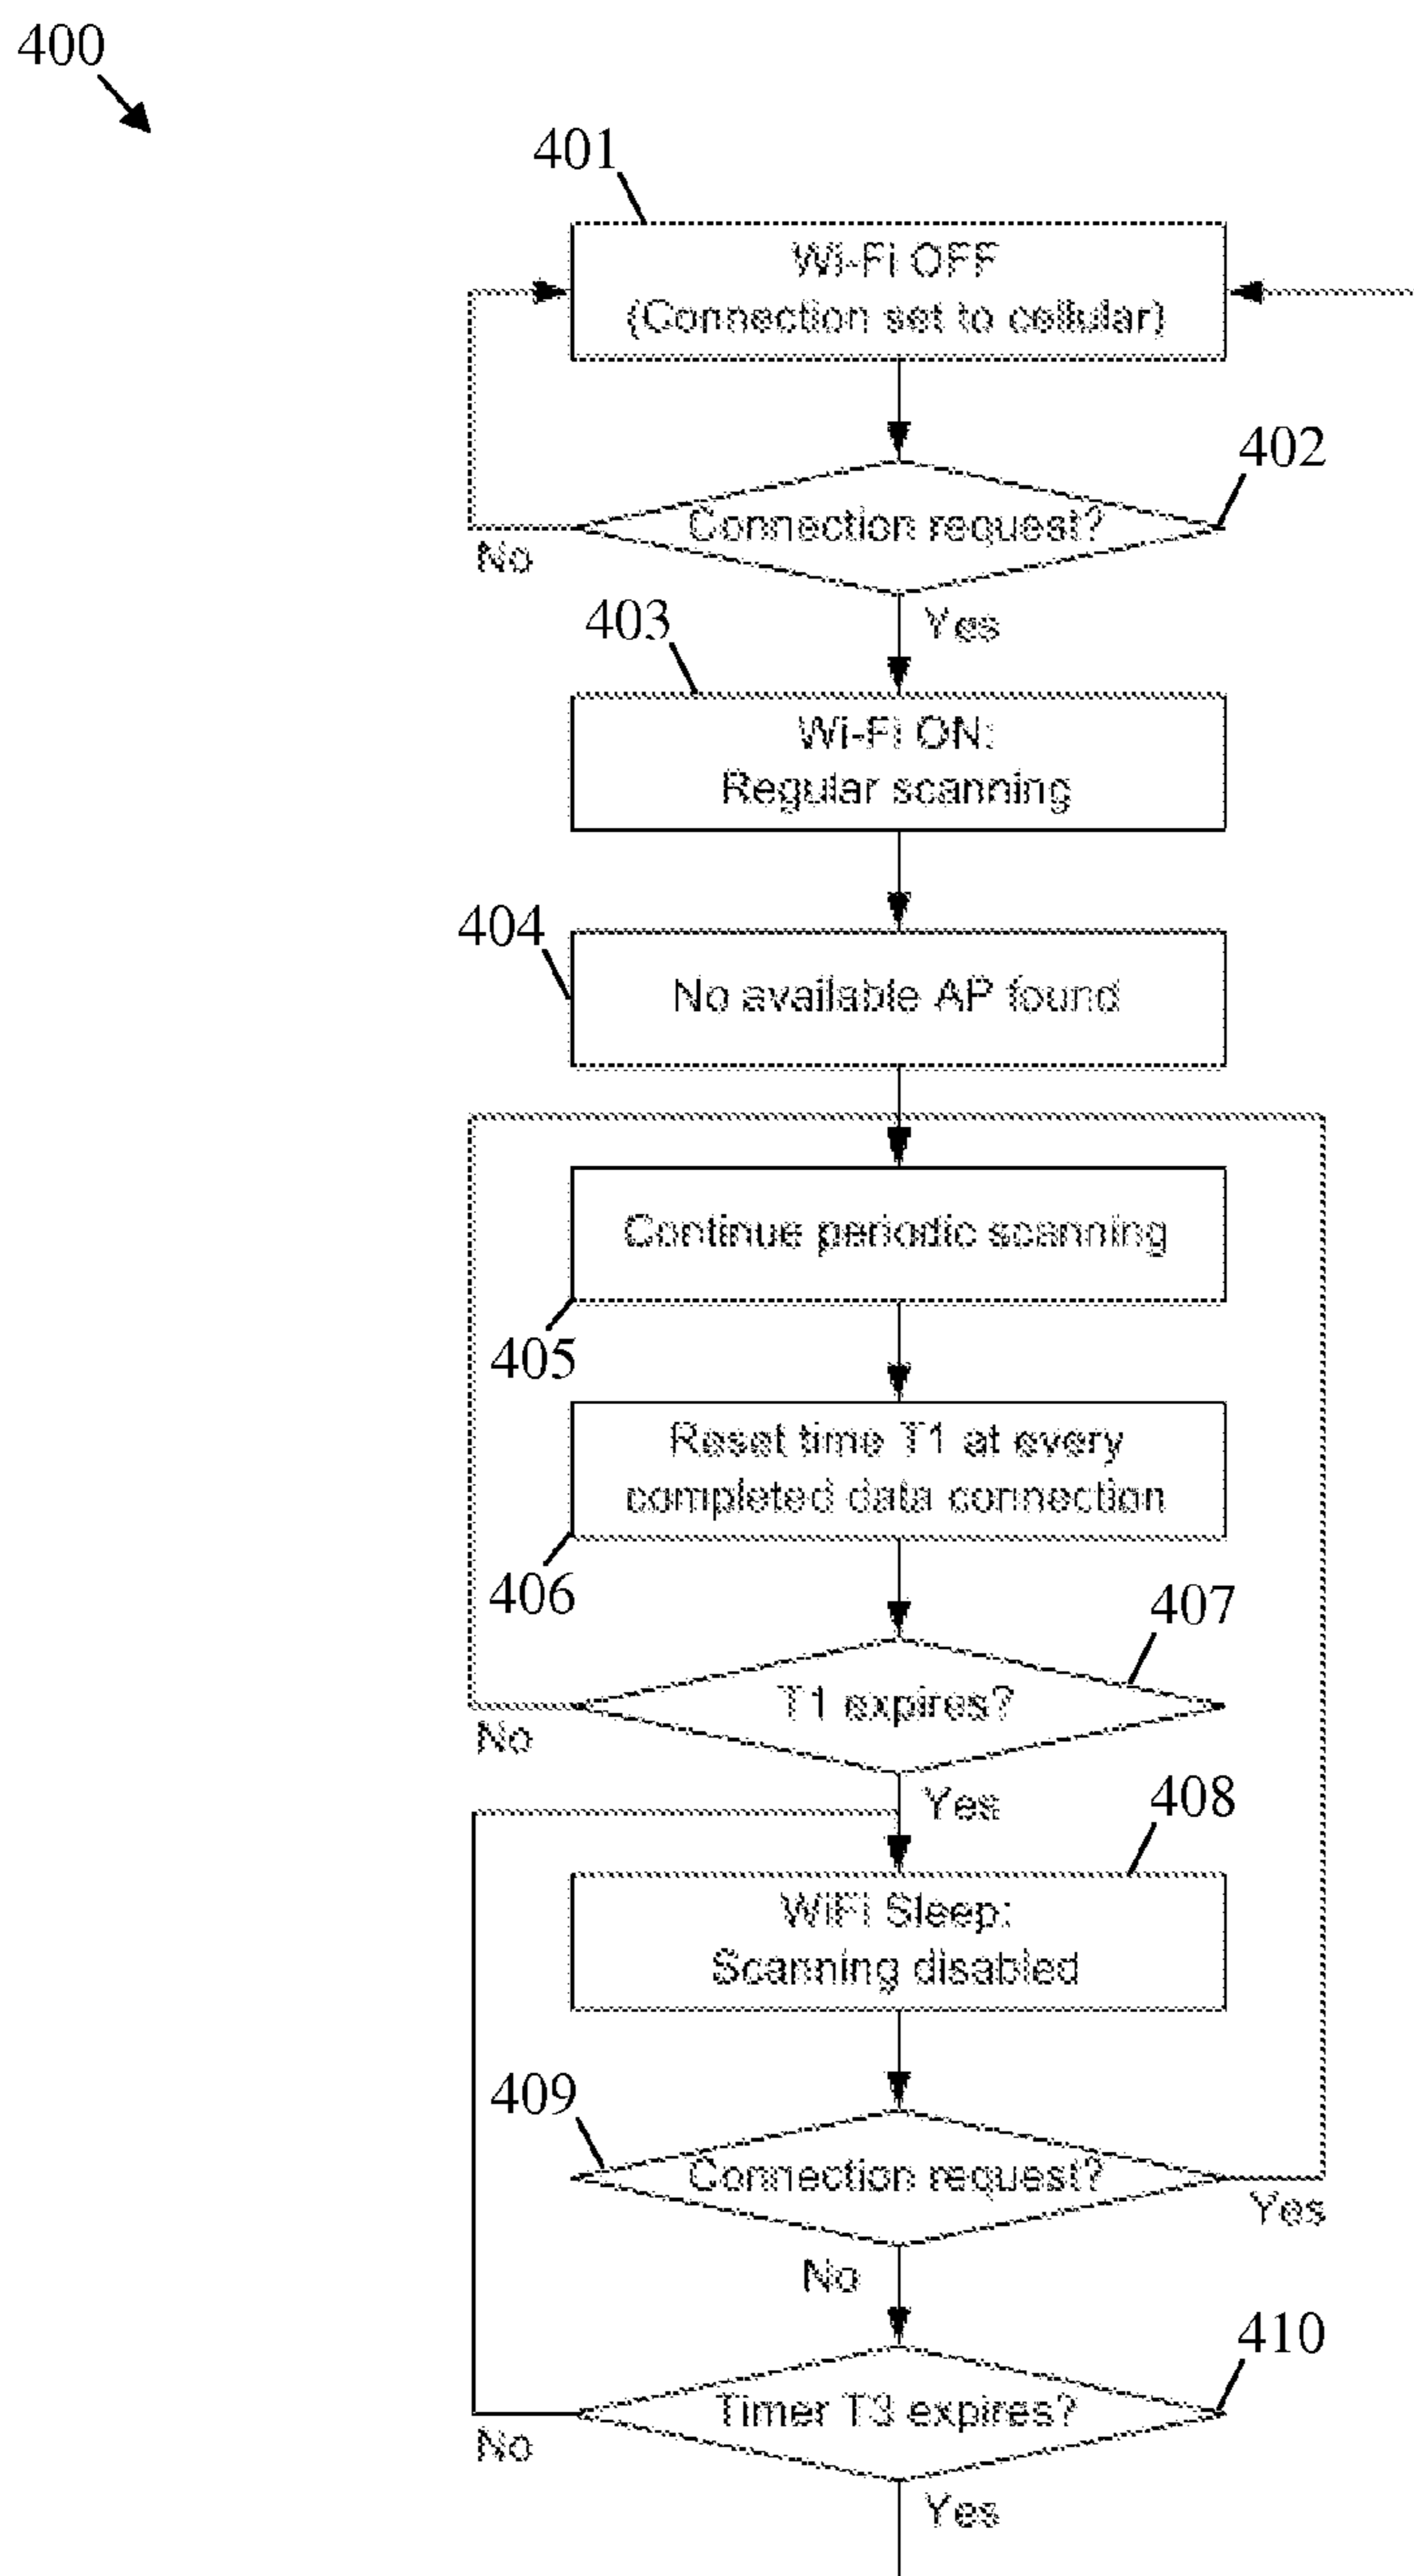 400
401
Wi-Fi OFF
(Connection set to cellular)
402
Connection request?
No
Yes
403
Wi-Fi ON:
Regular scanning
404
No available AP found
Continue periodic scanning
405
Reset time T1 at every
completed data connection
406
407
T1 expires?
No
Yes
408
WiFi Sleep:
Scanning disabled
409
Connection request?
Yes
No
410
Timer T3 expires?
No
Yes